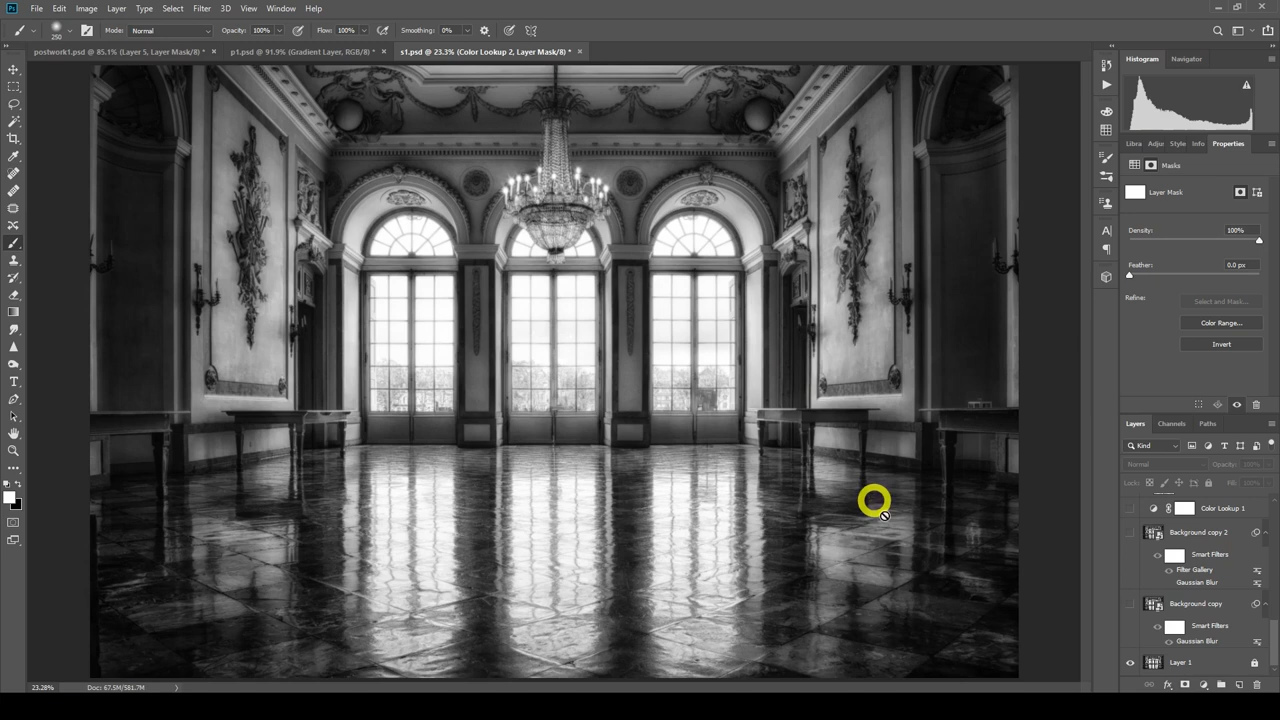 Ps File Edit Image Layer Type Select Filter 3D View Window Help
250 Mode: Normal Opacity: 100% Flow: 100% Smoothing: 0%
postwork1.psd @ 85.1% (Layer 5, Layer Mask/8) * × p1.psd @ 91.9% (Gradient Layer, RGB/8) * × s1.psd @ 23.3% (Color Lookup 2, Layer Mask/8) * ×
Histogram Navigator
Libra Adjus Style Info Properties
Masks
Layer Mask
Density: 100%
Feather: 0.0 px
Refine: Select and Mask...
Color Range...
Invert
Layers Channels Paths
Kind
Normal Opacity: 100%
Lock: Fill: 100%
Color Lookup 1
Background copy 2
Smart Filters
Filter Gallery
Gaussian Blur
Background copy
Smart Filters
Gaussian Blur
Layer 1
23.28% Doc: 67.5M/581.7M